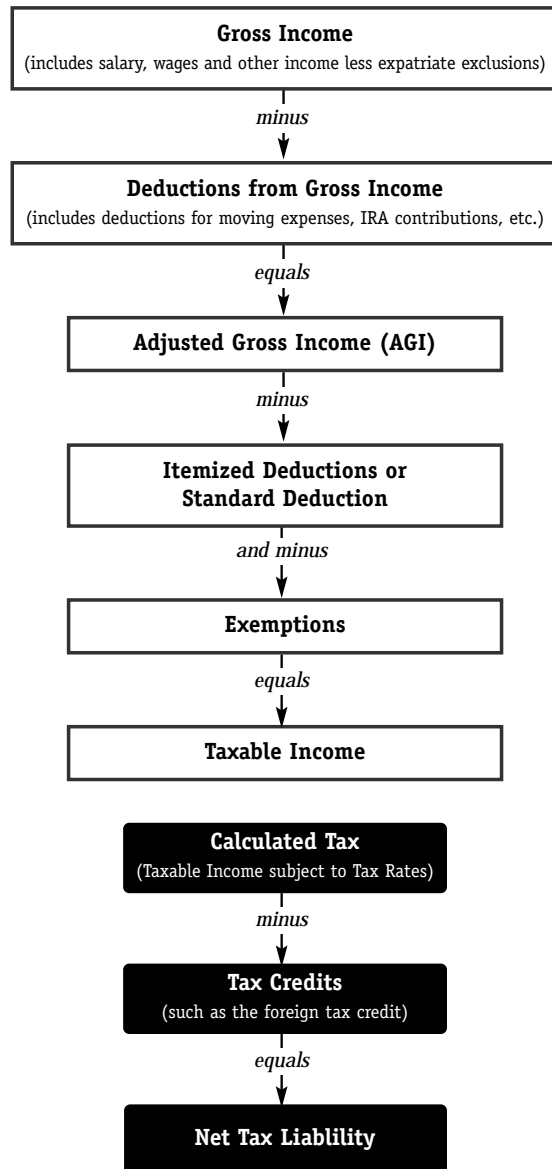 Gross Income
(includes salary, wages and other income less expatriate exclusions)
minus
Deductions from Gross Income
(includes deductions for moving expenses, IRA contributions, etc.)
equals
Adjusted Gross Income (AGI)
minus
Itemized Deductions or
Standard Deduction
and minus
Exemptions
equals
Taxable Income
Calculated Tax
(Taxable Income subject to Tax Rates)
minus
Tax Credits
(such as the foreign tax credit)
equals
Net Tax Liablility